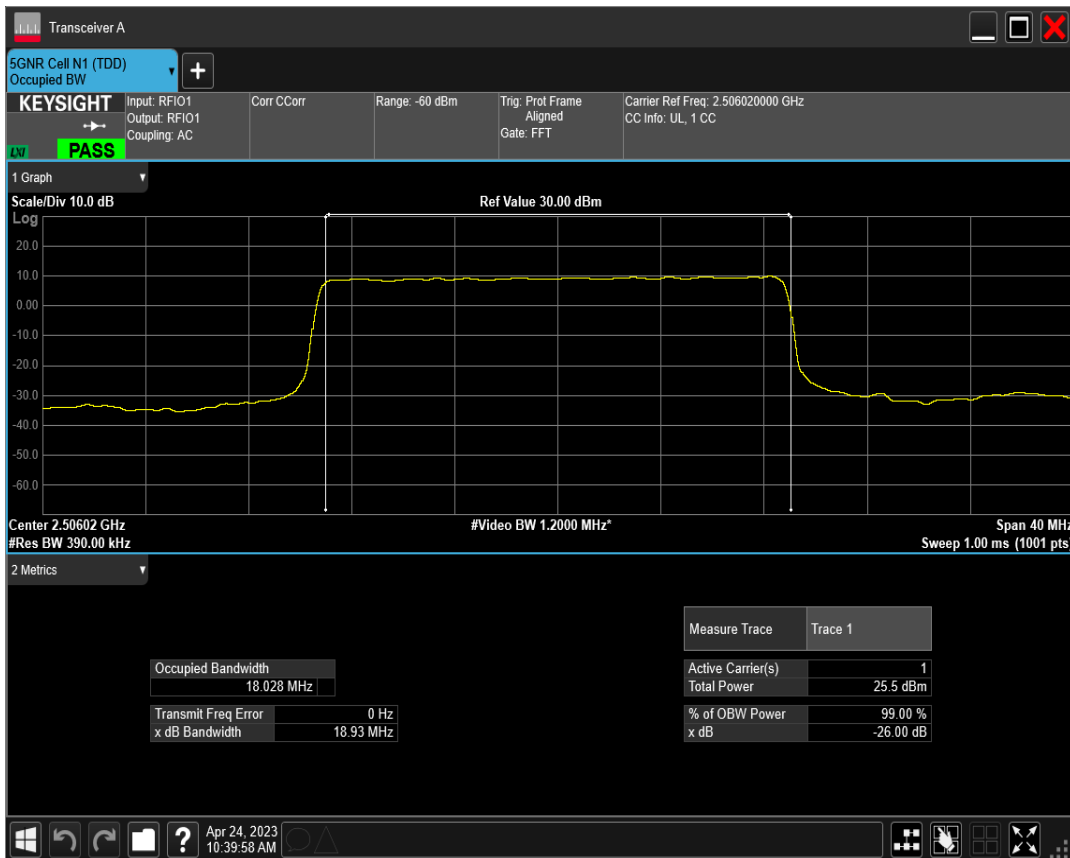 Transceiver A
5GNR Cell N1 (TDD)
Occupied BW
KEYSIGHT
LXI
PASS
Input: RFIO1
Output: RFIO1
Coupling: AC
Corr CCorr
Range: -60 dBm
Trig: Prot Frame
Aligned
Gate: FFT
Carrier Ref Freq: 2.506020000 GHz
CC Info: UL, 1 CC
1 Graph
Scale/Div 10.0 dB
Ref Value 30.00 dBm
Log
20.0
10.0
0.00
-10.0
-20.0
-30.0
-40.0
-50.0
-60.0
Center 2.50602 GHz
#Video BW 1.2000 MHz*
Span 40 MHz
#Res BW 390.00 kHz
Sweep 1.00 ms (1001 pts)
2 Metrics
Measure Trace Trace 1
Occupied Bandwidth
18.028 MHz
Active Carrier(s) 1
Total Power 25.5 dBm
Transmit Freq Error 0 Hz
x dB Bandwidth 18.93 MHz
% of OBW Power 99.00 %
x dB -26.00 dB
?
Apr 24, 2023
10:39:58 AM